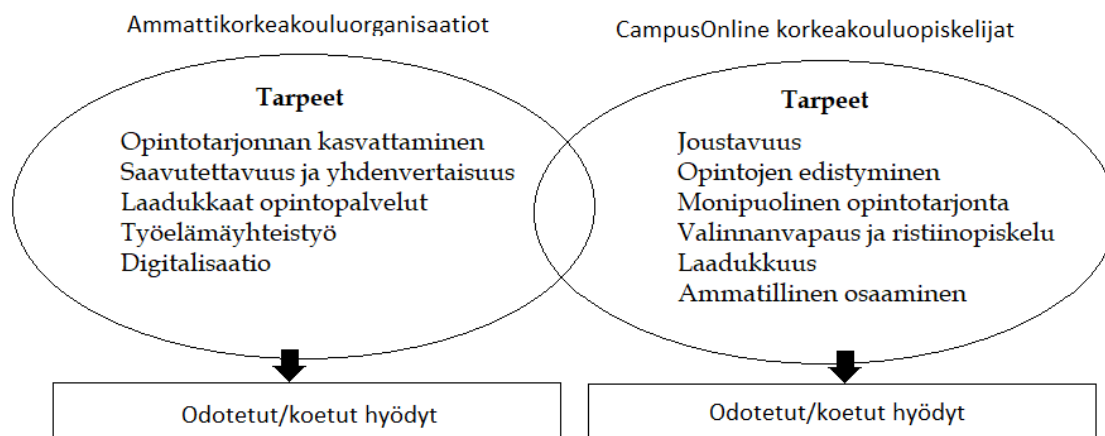 Ammattikorkeakouluorganisaatiot
Tarpeet
Opintotarjonnan kasvattaminen
Saavutettavuus ja yhdenvertaisuus
Laadukkaat opintopalvelut
Työelämäyhteistyö
Digitalisaatio
Odotetut/koetut hyödyt
CampusOnline korkeakouluopiskelijat
Tarpeet
Joustavuus
Opintojen edistyminen
Monipuolinen opintotarjonta
Valinnanvapaus ja ristiinopiskelu
Laadukkuus
Ammatillinen osaaminen
Odotetut/koetut hyödyt